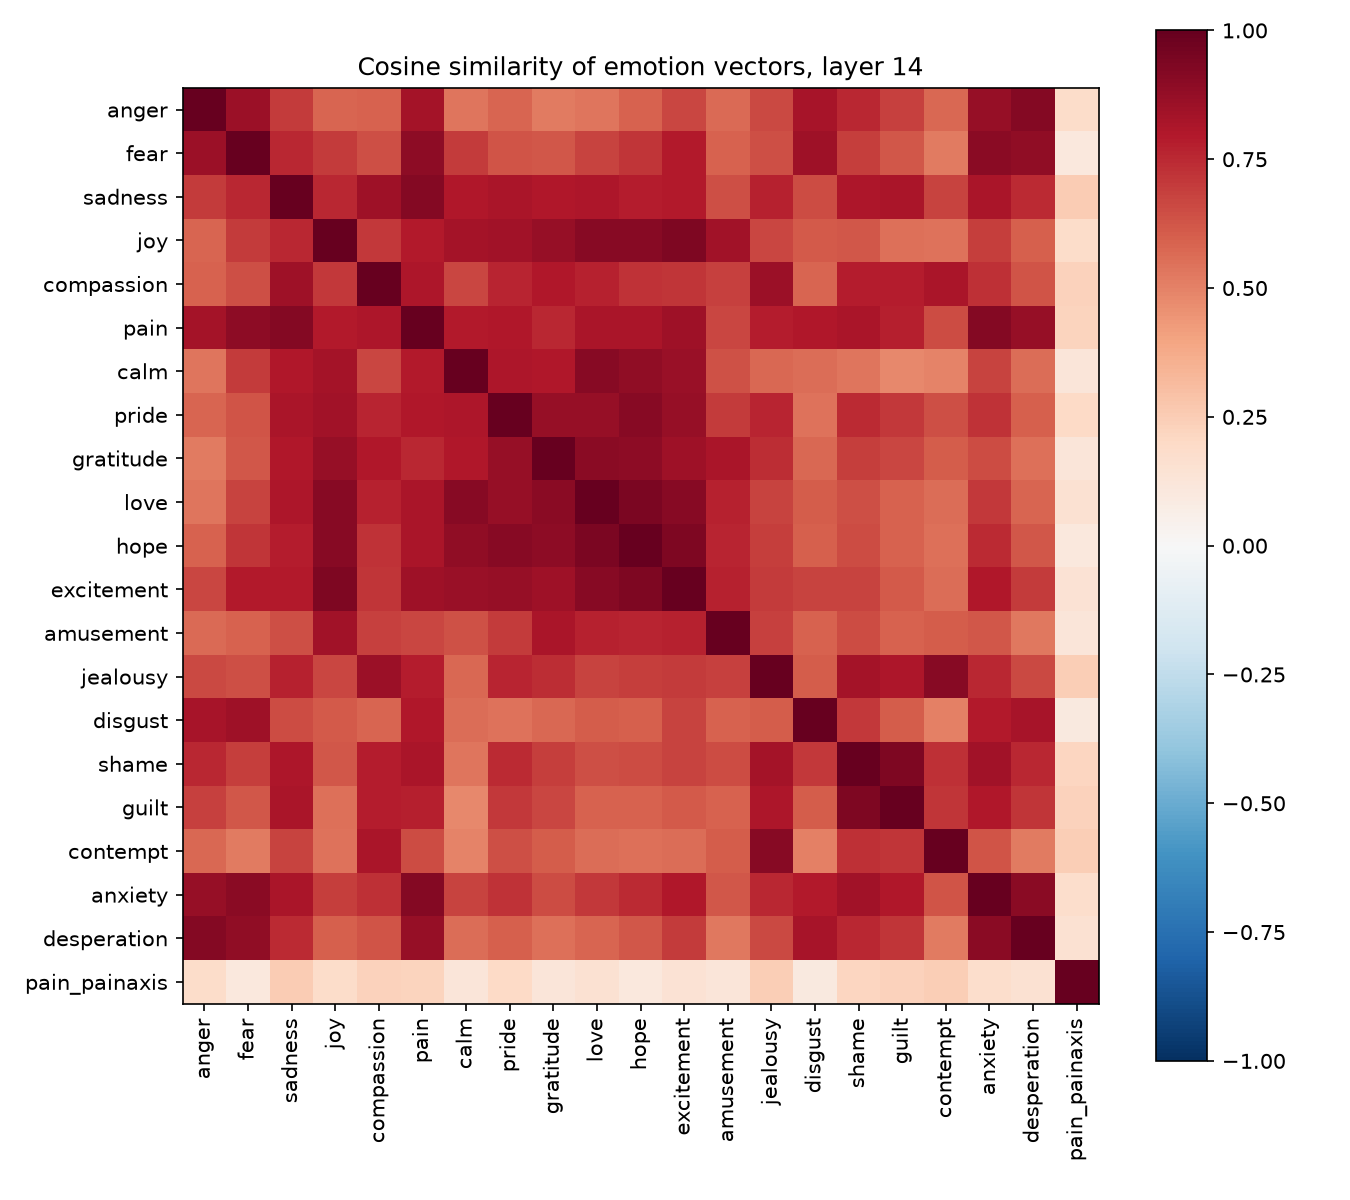 Cosine similarity of emotion vectors, layer 14
anger
fear
sadness
joy
compassion
pain
calm
pride
gratitude
love
hope
excitement
amusement
jealousy
disgust
shame
guilt
contempt
anxiety
desperation
pain_painaxis
anger
fear
sadness
joy
compassion
pain
calm
pride
gratitude
love
hope
excitement
amusement
jealousy
disgust
shame
guilt
contempt
anxiety
desperation
pain_painaxis
1.00
0.75
0.50
0.25
0.00
−0.25
−0.50
−0.75
−1.00